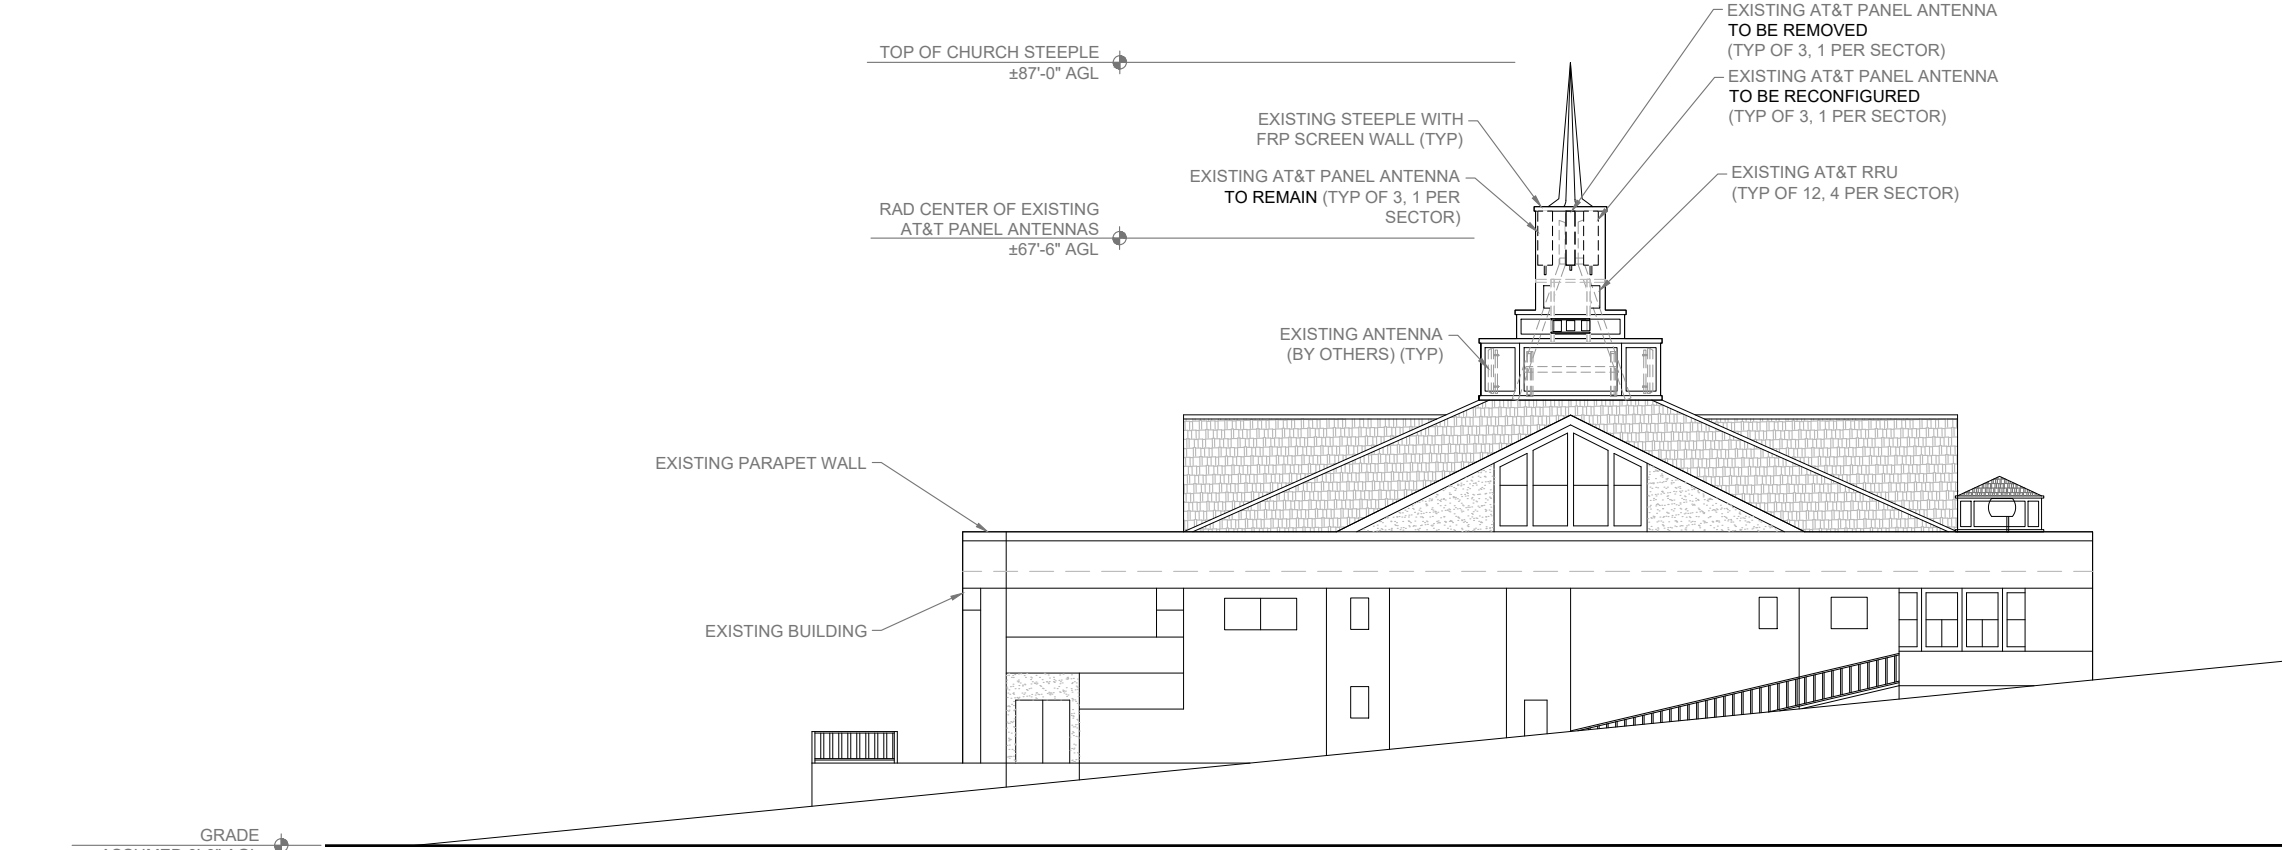 TOP OF CHURCH STEEPLE
±87'-0" AGL
EXISTING AT&T PANEL ANTENNA
TO BE REMOVED
(TYP OF 3, 1 PER SECTOR)
EXISTING AT&T PANEL ANTENNA
TO BE RECONFIGURED
(TYP OF 3, 1 PER SECTOR)
EXISTING STEEPLE WITH
FRP SCREEN WALL (TYP)
EXISTING AT&T PANEL ANTENNA
TO REMAIN (TYP OF 3, 1 PER
SECTOR)
EXISTING AT&T RRU
(TYP OF 12, 4 PER SECTOR)
RAD CENTER OF EXISTING
AT&T PANEL ANTENNAS
±67'-6" AGL
EXISTING ANTENNA
(BY OTHERS) (TYP)
EXISTING PARAPET WALL
EXISTING BUILDING
GRADE